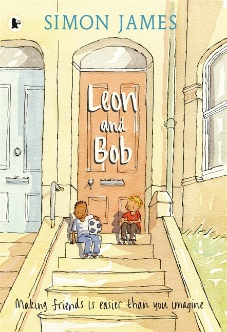 SIMON JAMES
Leon
and
Bob
Making friends is easier than you imagine